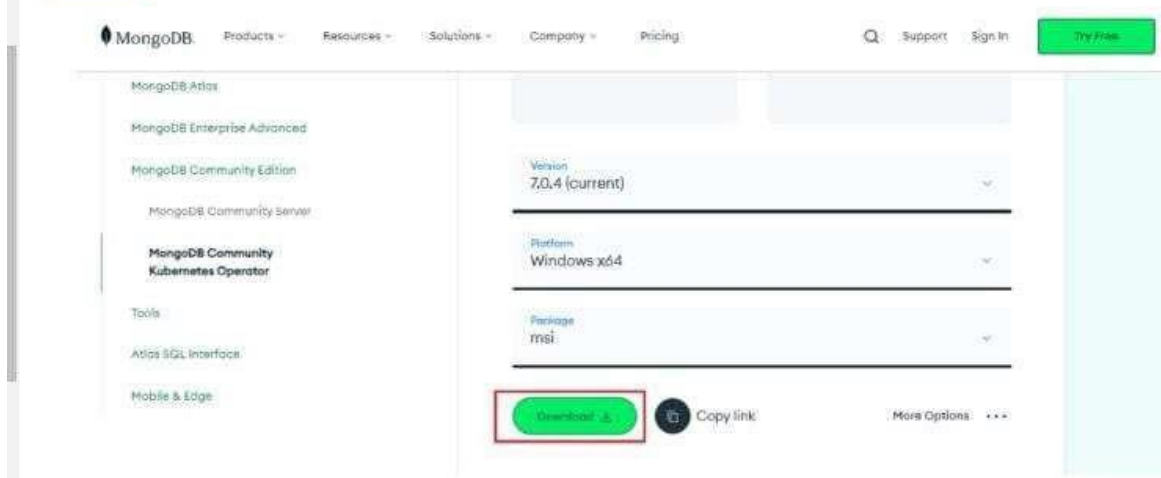 MongoDB. Products Resources Solutions Company Pricing Support Sign In Try Free
MongoDB Atlas
MongoDB Enterprise Advanced
MongoDB Community Edition
MongoDB Community Server
MongoDB Community
Kubernetes Operator
Tools
Atlas SQL Interface
Mobile & Edge
Version
7.0.4 (current)
Platform
Windows x64
Package
msi
Download Copy link More Options ...